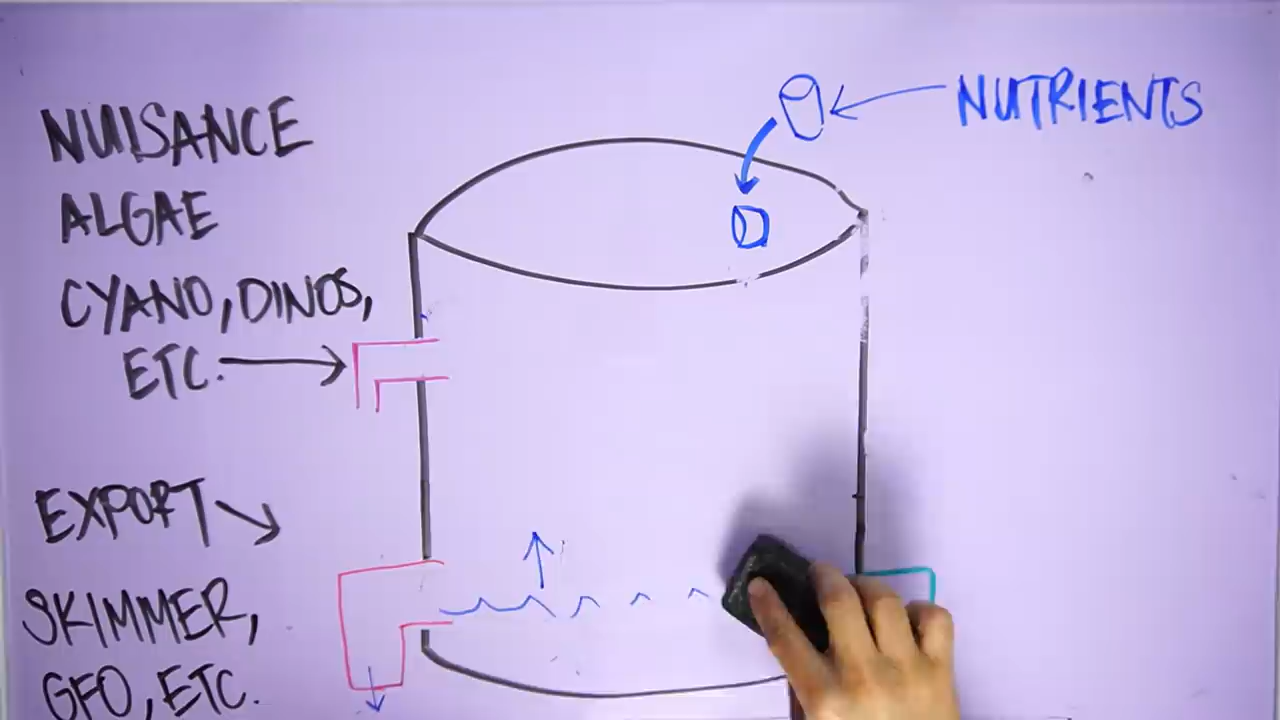 NUISANCE
ALGAE
CYANO, DINOS,
ETC.
EXPORT
SKIMMER,
GFO, ETC.
NUTRIENTS